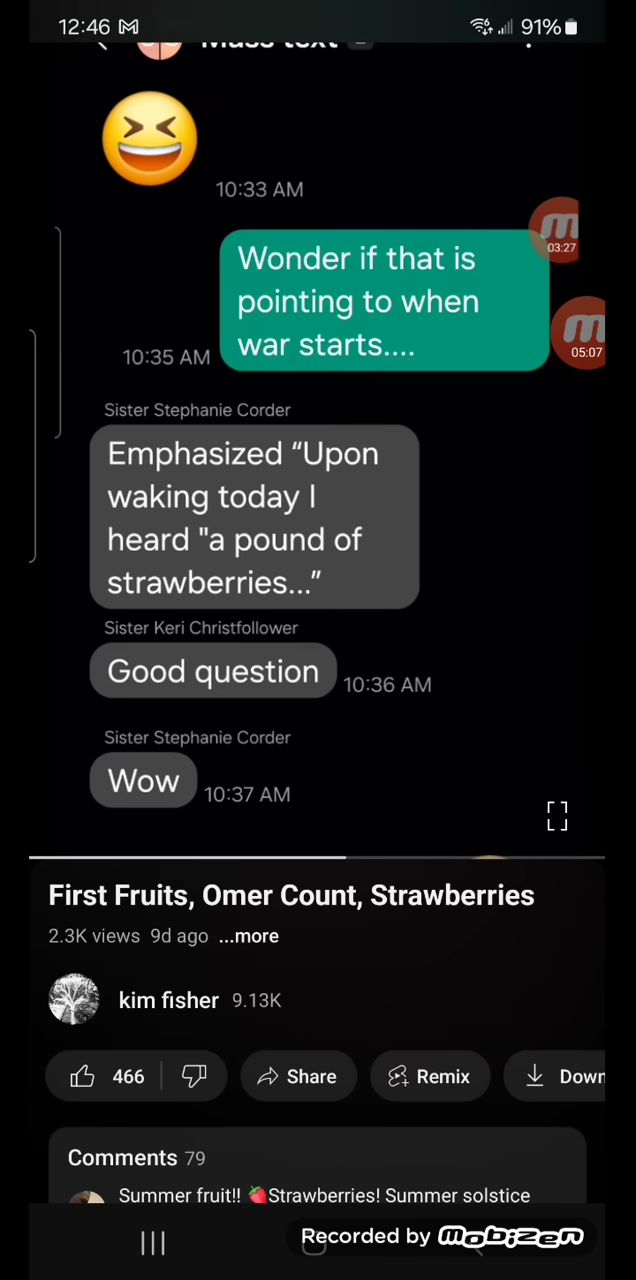 12:46
91%
Mass text
10:33 AM
03:27
Wonder if that is
pointing to when
war starts....
10:35 AM
05:07
Sister Stephanie Corder
Emphasized “Upon
waking today I
heard "a pound of
strawberries...”
Sister Keri Christfollower
Good question
10:36 AM
Sister Stephanie Corder
Wow
10:37 AM
First Fruits, Omer Count, Strawberries
2.3K views 9d ago ...more
kim fisher 9.13K
466 Share Remix Down
Comments 79
Summer fruit!! 🍓Strawberries! Summer solstice
Recorded by mobizen